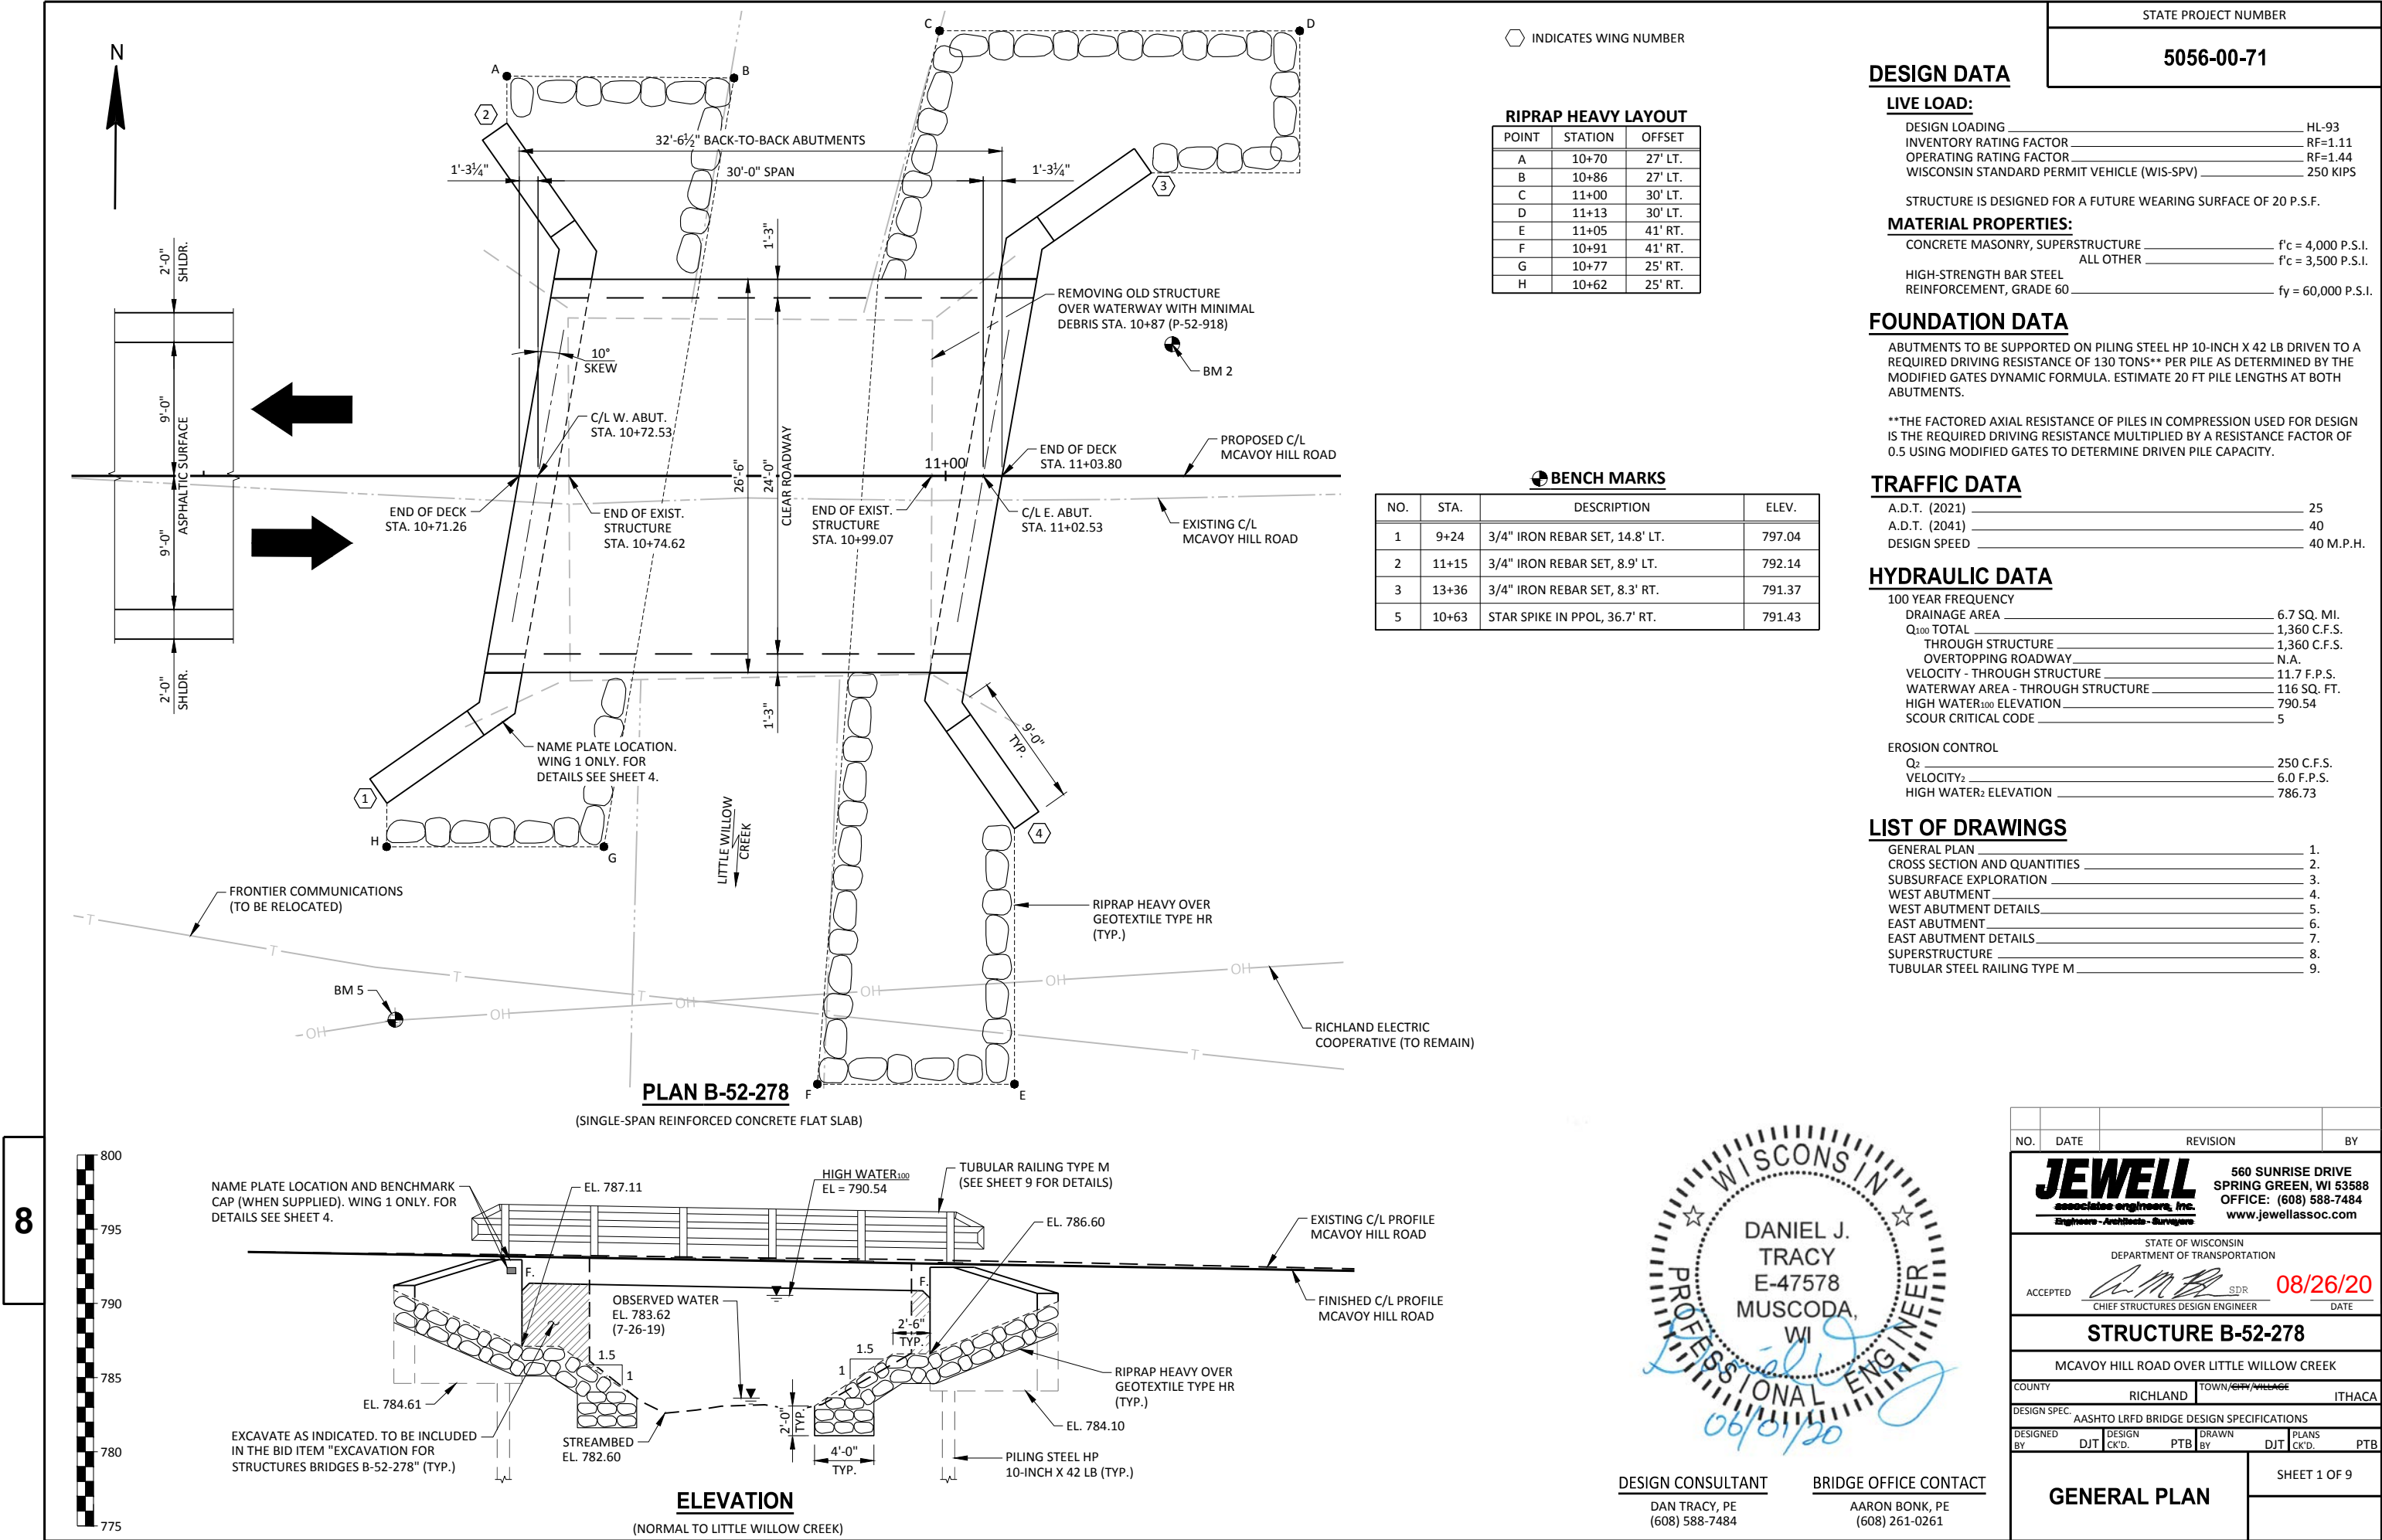 STATE PROJECT NUMBER
5056-00-71
N
INDICATES WING NUMBER
A
B
C
D
2
3
32'-6½" BACK-TO-BACK ABUTMENTS
1'-3¼"
30'-0" SPAN
1'-3¼"
2'-0"
SHLDR.
9'-0"
ASPHALTIC SURFACE
9'-0"
2'-0"
SHLDR.
1'-3"
10°
SKEW
REMOVING OLD STRUCTURE
OVER WATERWAY WITH MINIMAL
DEBRIS STA. 10+87 (P-52-918)
BM 2
C/L W. ABUT.
STA. 10+72.53
26'-6"
24'-0"
CLEAR ROADWAY
11+00
END OF DECK
STA. 11+03.80
PROPOSED C/L
MCAVOY HILL ROAD
END OF DECK
STA. 10+71.26
END OF EXIST.
STRUCTURE
STA. 10+74.62
END OF EXIST.
STRUCTURE
STA. 10+99.07
C/L E. ABUT.
STA. 11+02.53
EXISTING C/L
MCAVOY HILL ROAD
1'-3"
9'-0"
TYP.
NAME PLATE LOCATION.
WING 1 ONLY. FOR
DETAILS SEE SHEET 4.
1
4
H
G
LITTLE WILLOW
CREEK
FRONTIER COMMUNICATIONS
(TO BE RELOCATED)
RIPRAP HEAVY OVER
GEOTEXTILE TYPE HR
(TYP.)
T
T
T
T
T
OH
OH
OH
OH
OH
OH
BM 5
RICHLAND ELECTRIC
COOPERATIVE (TO REMAIN)
F
E
PLAN B-52-278
(SINGLE-SPAN REINFORCED CONCRETE FLAT SLAB)
RIPRAP HEAVY LAYOUT
POINT STATION OFFSET
A 10+70 27' LT.
B 10+86 27' LT.
C 11+00 30' LT.
D 11+13 30' LT.
E 11+05 41' RT.
F 10+91 41' RT.
G 10+77 25' RT.
H 10+62 25' RT.
BENCH MARKS
NO. STA. DESCRIPTION ELEV.
1 9+24 3/4" IRON REBAR SET, 14.8' LT. 797.04
2 11+15 3/4" IRON REBAR SET, 8.9' LT. 792.14
3 13+36 3/4" IRON REBAR SET, 8.3' RT. 791.37
5 10+63 STAR SPIKE IN PPOL, 36.7' RT. 791.43
DESIGN DATA
LIVE LOAD:
DESIGN LOADING HL-93
INVENTORY RATING FACTOR RF=1.11
OPERATING RATING FACTOR RF=1.44
WISCONSIN STANDARD PERMIT VEHICLE (WIS-SPV) 250 KIPS
STRUCTURE IS DESIGNED FOR A FUTURE WEARING SURFACE OF 20 P.S.F.
MATERIAL PROPERTIES:
CONCRETE MASONRY, SUPERSTRUCTURE f'c = 4,000 P.S.I.
ALL OTHER f'c = 3,500 P.S.I.
HIGH-STRENGTH BAR STEEL
REINFORCEMENT, GRADE 60 fy = 60,000 P.S.I.
FOUNDATION DATA
ABUTMENTS TO BE SUPPORTED ON PILING STEEL HP 10-INCH X 42 LB DRIVEN TO A
REQUIRED DRIVING RESISTANCE OF 130 TONS** PER PILE AS DETERMINED BY THE
MODIFIED GATES DYNAMIC FORMULA. ESTIMATE 20 FT PILE LENGTHS AT BOTH
ABUTMENTS.
**THE FACTORED AXIAL RESISTANCE OF PILES IN COMPRESSION USED FOR DESIGN
IS THE REQUIRED DRIVING RESISTANCE MULTIPLIED BY A RESISTANCE FACTOR OF
0.5 USING MODIFIED GATES TO DETERMINE DRIVEN PILE CAPACITY.
TRAFFIC DATA
A.D.T. (2021) 25
A.D.T. (2041) 40
DESIGN SPEED 40 M.P.H.
HYDRAULIC DATA
100 YEAR FREQUENCY
DRAINAGE AREA 6.7 SQ. MI.
Q100 TOTAL 1,360 C.F.S.
THROUGH STRUCTURE 1,360 C.F.S.
OVERTOPPING ROADWAY N.A.
VELOCITY - THROUGH STRUCTURE 11.7 F.P.S.
WATERWAY AREA - THROUGH STRUCTURE 116 SQ. FT.
HIGH WATER100 ELEVATION 790.54
SCOUR CRITICAL CODE 5
EROSION CONTROL
Q2 250 C.F.S.
VELOCITY2 6.0 F.P.S.
HIGH WATER2 ELEVATION 786.73
LIST OF DRAWINGS
GENERAL PLAN 1.
CROSS SECTION AND QUANTITIES 2.
SUBSURFACE EXPLORATION 3.
WEST ABUTMENT 4.
WEST ABUTMENT DETAILS 5.
EAST ABUTMENT 6.
EAST ABUTMENT DETAILS 7.
SUPERSTRUCTURE 8.
TUBULAR STEEL RAILING TYPE M 9.
8
800
795
790
785
780
775
NAME PLATE LOCATION AND BENCHMARK
CAP (WHEN SUPPLIED). WING 1 ONLY. FOR
DETAILS SEE SHEET 4.
EL. 787.11
HIGH WATER100
EL = 790.54
TUBULAR RAILING TYPE M
(SEE SHEET 9 FOR DETAILS)
EL. 786.60
EXISTING C/L PROFILE
MCAVOY HILL ROAD
F.
F.
OBSERVED WATER
EL. 783.62
(7-26-19)
FINISHED C/L PROFILE
MCAVOY HILL ROAD
2'-6"
TYP.
1.5
1
1.5
1
RIPRAP HEAVY OVER
GEOTEXTILE TYPE HR
(TYP.)
EL. 784.61
EL. 784.10
2'-0"
TYP.
EXCAVATE AS INDICATED. TO BE INCLUDED
IN THE BID ITEM "EXCAVATION FOR
STRUCTURES BRIDGES B-52-278" (TYP.)
STREAMBED
EL. 782.60
4'-0"
TYP.
PILING STEEL HP
10-INCH X 42 LB (TYP.)
ELEVATION
(NORMAL TO LITTLE WILLOW CREEK)
WISCONSIN
DANIEL J.
TRACY
E-47578
MUSCODA,
WI
PROFESSIONAL ENGINEER
06/01/20
DESIGN CONSULTANT
DAN TRACY, PE
(608) 588-7484
BRIDGE OFFICE CONTACT
AARON BONK, PE
(608) 261-0261
NO. DATE REVISION BY
JEWELL
associates engineers, inc.
Engineers - Architects - Surveyors
560 SUNRISE DRIVE
SPRING GREEN, WI 53588
OFFICE: (608) 588-7484
www.jewellassoc.com
STATE OF WISCONSIN
DEPARTMENT OF TRANSPORTATION
ACCEPTED SDR 08/26/20
CHIEF STRUCTURES DESIGN ENGINEER DATE
STRUCTURE B-52-278
MCAVOY HILL ROAD OVER LITTLE WILLOW CREEK
COUNTY RICHLAND TOWN/CITY/VILLAGE ITHACA
DESIGN SPEC. AASHTO LRFD BRIDGE DESIGN SPECIFICATIONS
DESIGNED BY DJT DESIGN CK'D. PTB DRAWN BY DJT PLANS CK'D. PTB
GENERAL PLAN
SHEET 1 OF 9